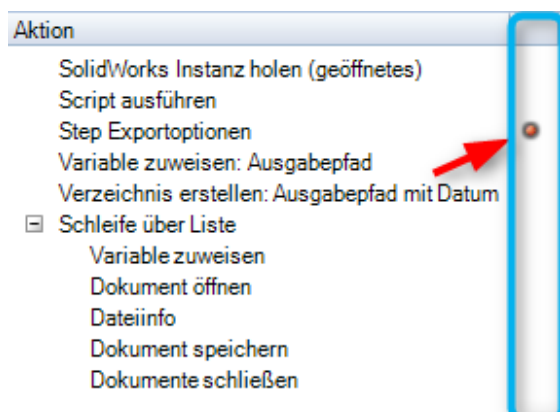 Aktion
SolidWorks Instanz holen (geöffnetes)
Script ausführen
Step Exportoptionen
Variable zuweisen: Ausgabepfad
Verzeichnis erstellen: Ausgabepfad mit Datum
Schleife über Liste
Variable zuweisen
Dokument öffnen
Dateiinfo
Dokument speichern
Dokumente schließen